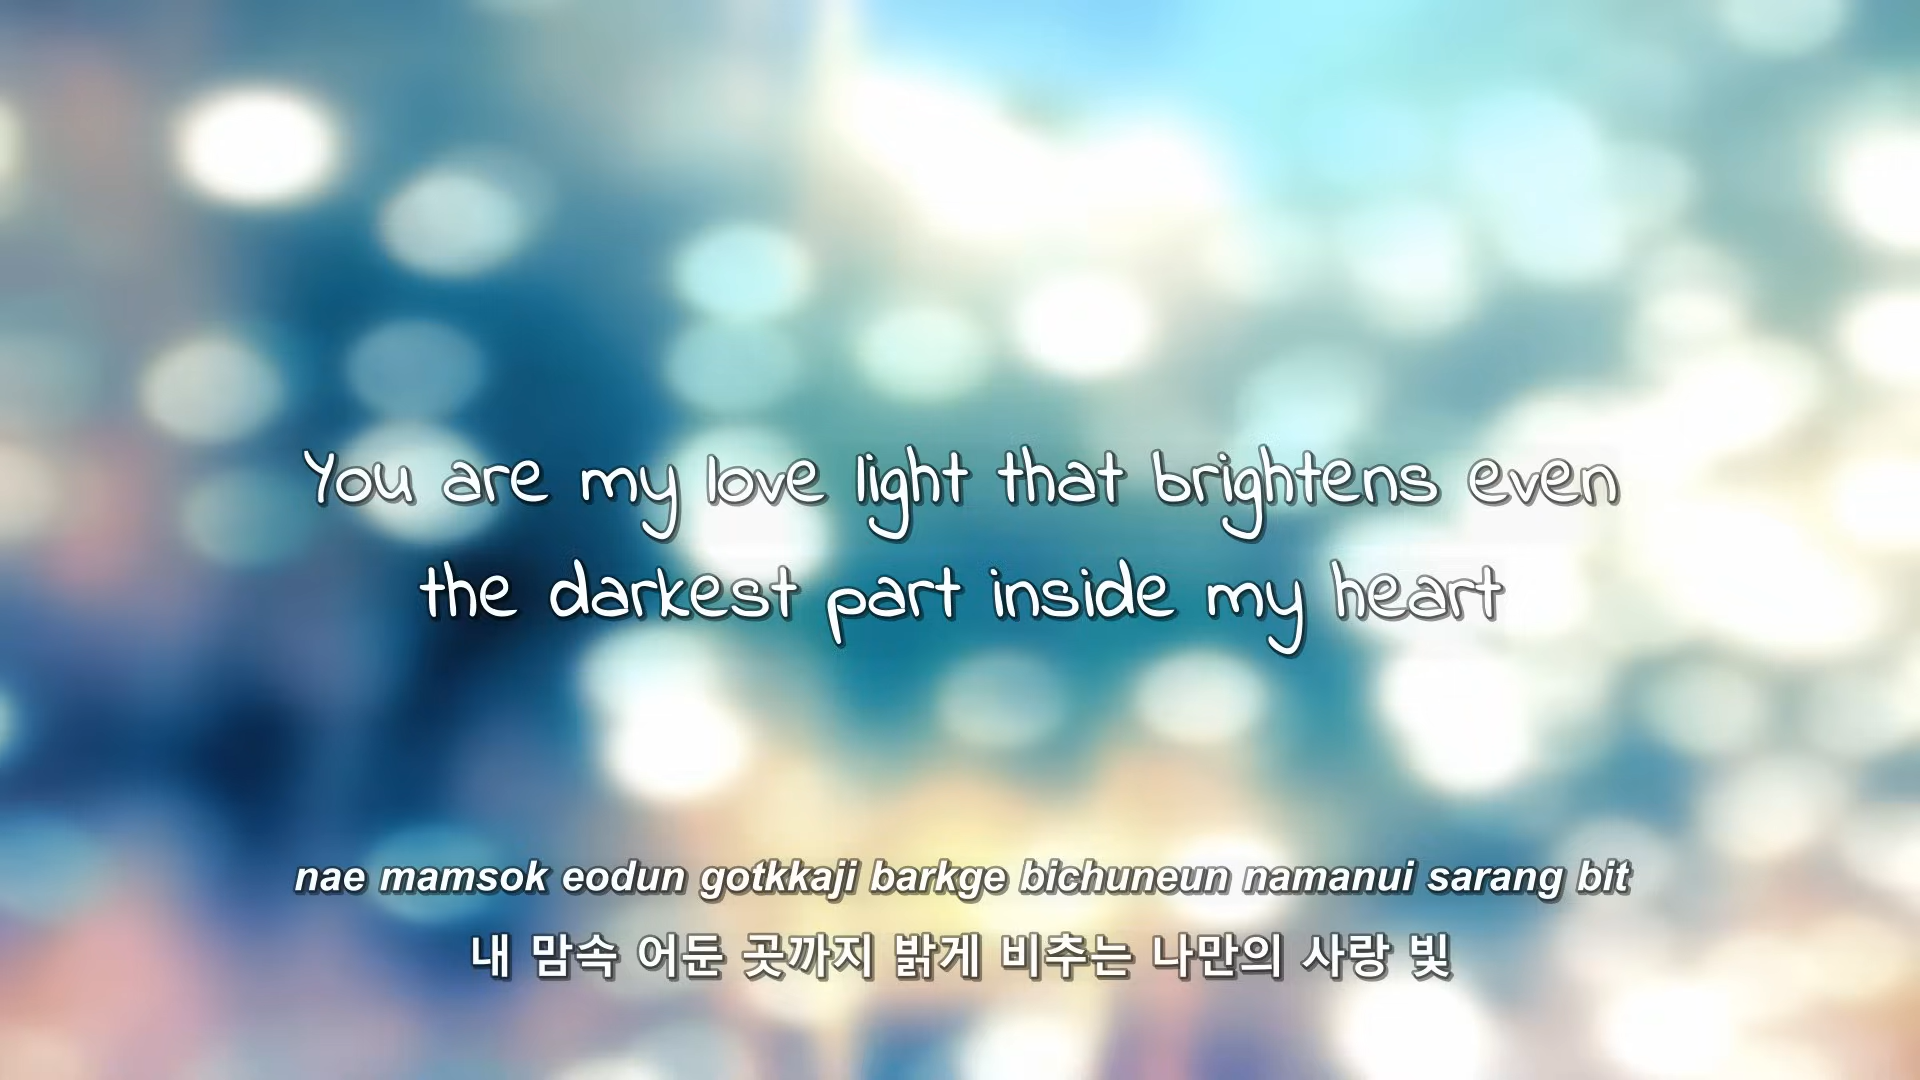 You are my love light that brightens even
the darkest part inside my heart
nae mamsok eodun gotkkaji barkge bichuneun namanui sarang bit
내 맘속 어둔 곳까지 밝게 비추는 나만의 사랑 빛